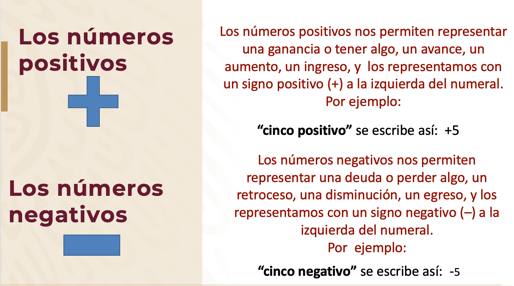 Los números
positivos
Los números positivos nos permiten representar
una ganancia o tener algo, un avance, un
aumento, un ingreso, y  los representamos con
un signo positivo (+) a la izquierda del numeral.
Por ejemplo:
“cinco positivo” se escribe así:  +5
Los números
negativos
Los números negativos nos permiten
representar una deuda o perder algo, un
retroceso, una disminución, un egreso, y los
representamos con un signo negativo (–) a la
izquierda del numeral.
Por  ejemplo:
“cinco negativo” se escribe así:  -5